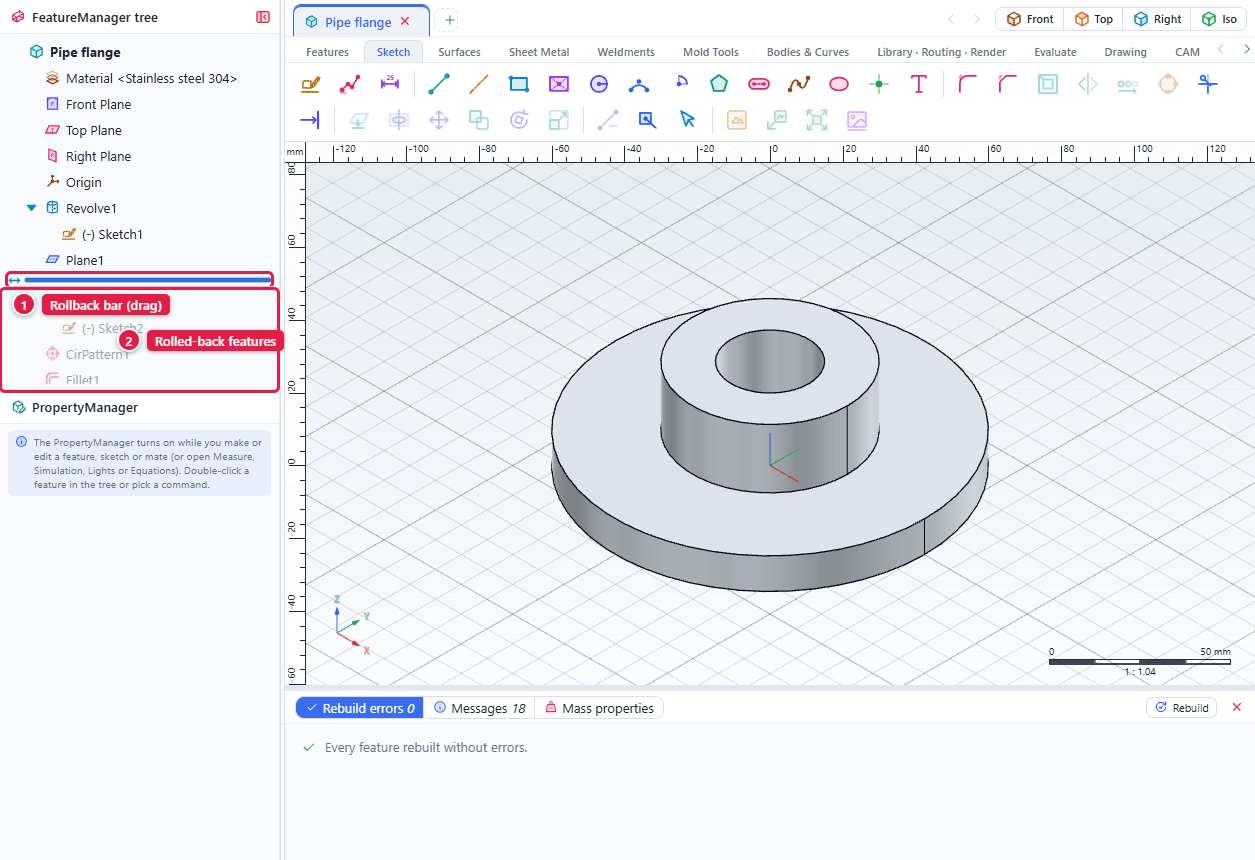 FeatureManager tree
Pipe flange
Material <Stainless steel 304>
Front Plane
Top Plane
Right Plane
Origin
Revolve1
(-) Sketch1
Plane1
1 Rollback bar (drag)
(-) Sketch2
2 Rolled-back features
CirPattern1
Fillet1
PropertyManager
The PropertyManager turns on while you make or
edit a feature, sketch or mate (or open Measure,
Simulation, Lights or Equations). Double-click a
feature in the tree or pick a command.
Pipe flange
Front Top Right Iso
Features Sketch Surfaces Sheet Metal Weldments Mold Tools Bodies & Curves Library · Routing · Render Evaluate Drawing CAM
25
T
mm -120 -100 -80 -60 -40 -20 0 20 40 60 80 100 120
80
60
40
20
0
-20
-40
-60
Z
Y
X
0 50 mm
1 : 1.04
Rebuild errors 0 Messages 18 Mass properties Rebuild
Every feature rebuilt without errors.